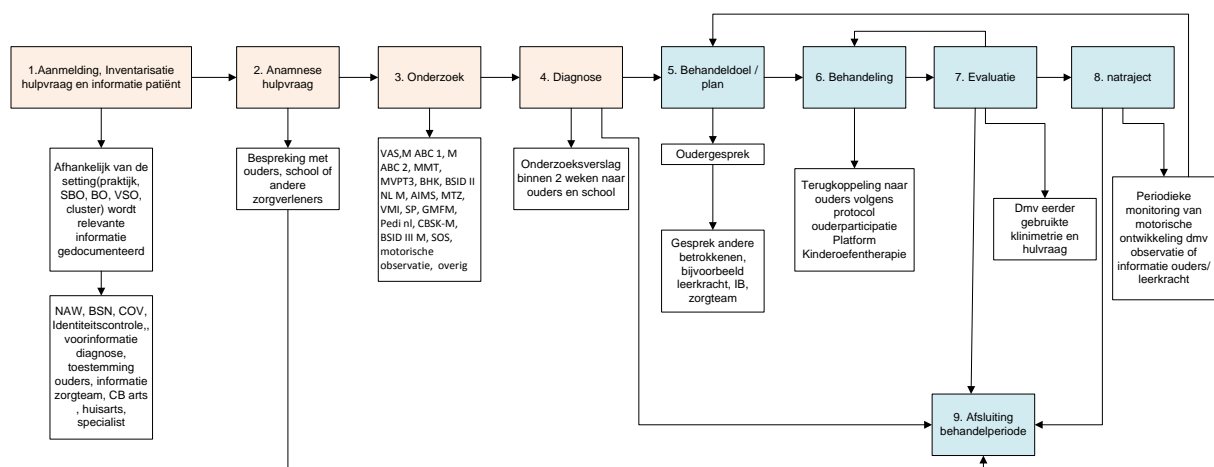 1.Aanmelding, Inventarisatie
hulpvraag en informatie patiënt
2. Anamnese
hulpvraag
3. Onderzoek
4. Diagnose
5. Behandeldoel /
plan
6. Behandeling
7. Evaluatie
8. natraject
Afhankelijk van de
setting(praktijk,
SBO, BO, VSO,
cluster) wordt
relevante
informatie
gedocumenteerd
NAW, BSN, COV,
Identiteitscontrole,,
voorinformatie
diagnose,
toestemming
ouders, informatie
zorgteam, CB arts
, huisarts,
specialist
Bespreking met
ouders, school of
andere
zorgverleners
VAS,M ABC 1, M
ABC 2, MMT,
MVPT3, BHK, BSID II
NL M, AIMS, MTZ,
VMI, SP, GMFM,
Pedi nl, CBSK-M,
BSID III M, SOS,
motorische
observatie, overig
Onderzoeksverslag
binnen 2 weken naar
ouders en school
Oudergesprek
Gesprek andere
betrokkenen,
bijvoorbeeld
leerkracht, IB,
zorgteam
Terugkoppeling naar
ouders volgens
protocol
ouderparticipatie
Platform
Kinderoefentherapie
Dmv eerder
gebruikte
klinimetrie en
hulvraag
Periodieke
monitoring van
motorische
ontwikkeling dmv
observatie of
informatie ouders/
leerkracht
9. Afsluiting
behandelperiode